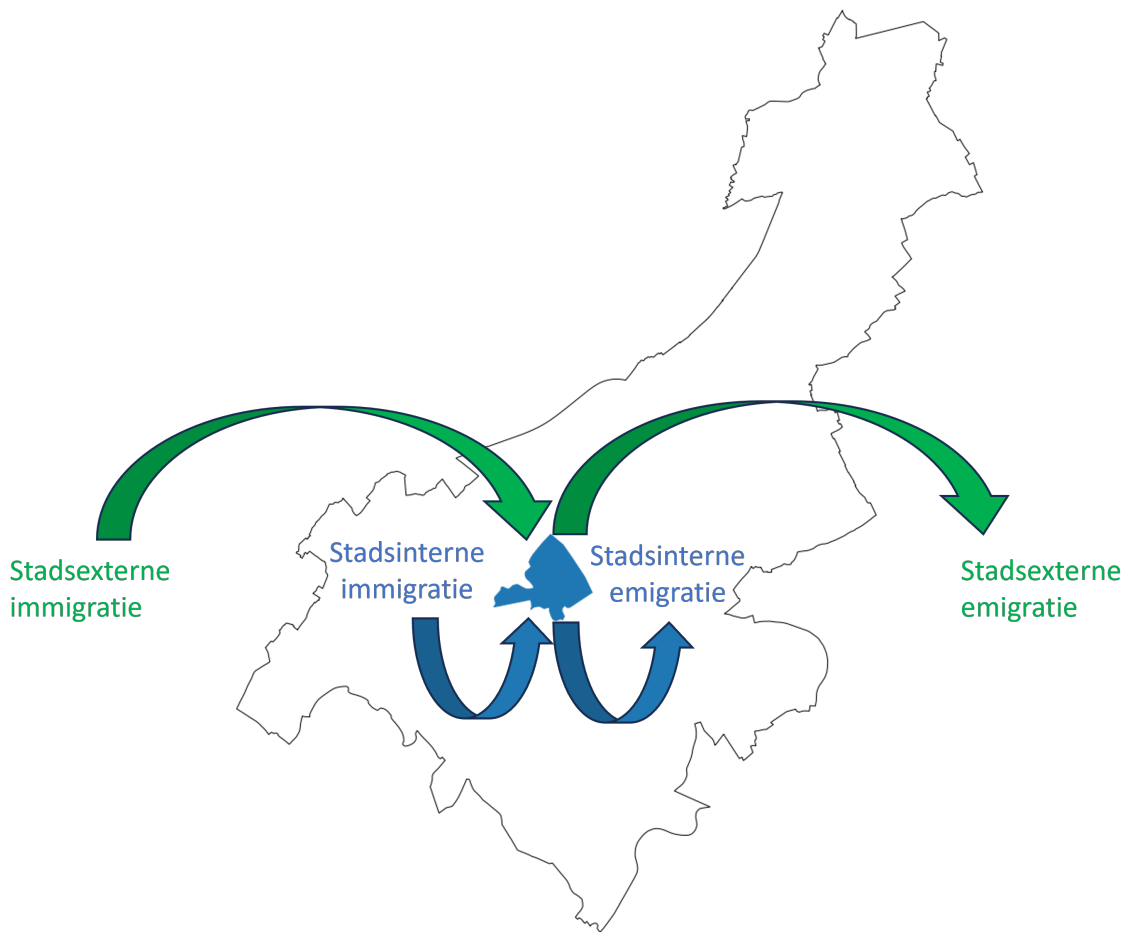 Stadsinterne
immigratie
Stadsinterne
emigratie
Stadsexterne
immigratie
Stadsexterne
emigratie